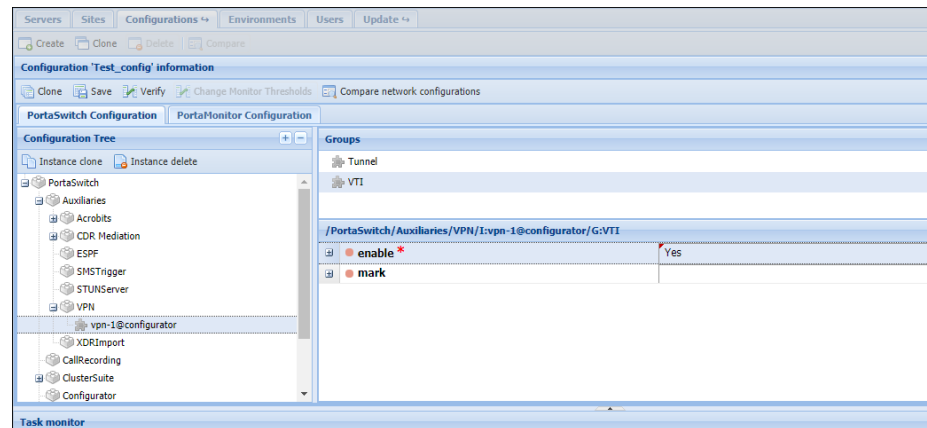 Servers Sites Configurations ↪ Environments Users Update ↪
Create Clone Delete Compare
Configuration 'Test_config' information
Clone Save Verify Change Monitor Thresholds Compare network configurations
PortaSwitch Configuration PortaMonitor Configuration
Configuration Tree
Instance clone Instance delete
PortaSwitch
Auxiliaries
Acrobits
CDR Mediation
ESPF
SMSTrigger
STUNServer
VPN
vpn-1@configurator
XDRImport
CallRecording
ClusterSuite
Configurator
Groups
Tunnel
VTI
/PortaSwitch/Auxiliaries/VPN/I:vpn-1@configurator/G:VTI
enable * Yes
mark
Task monitor